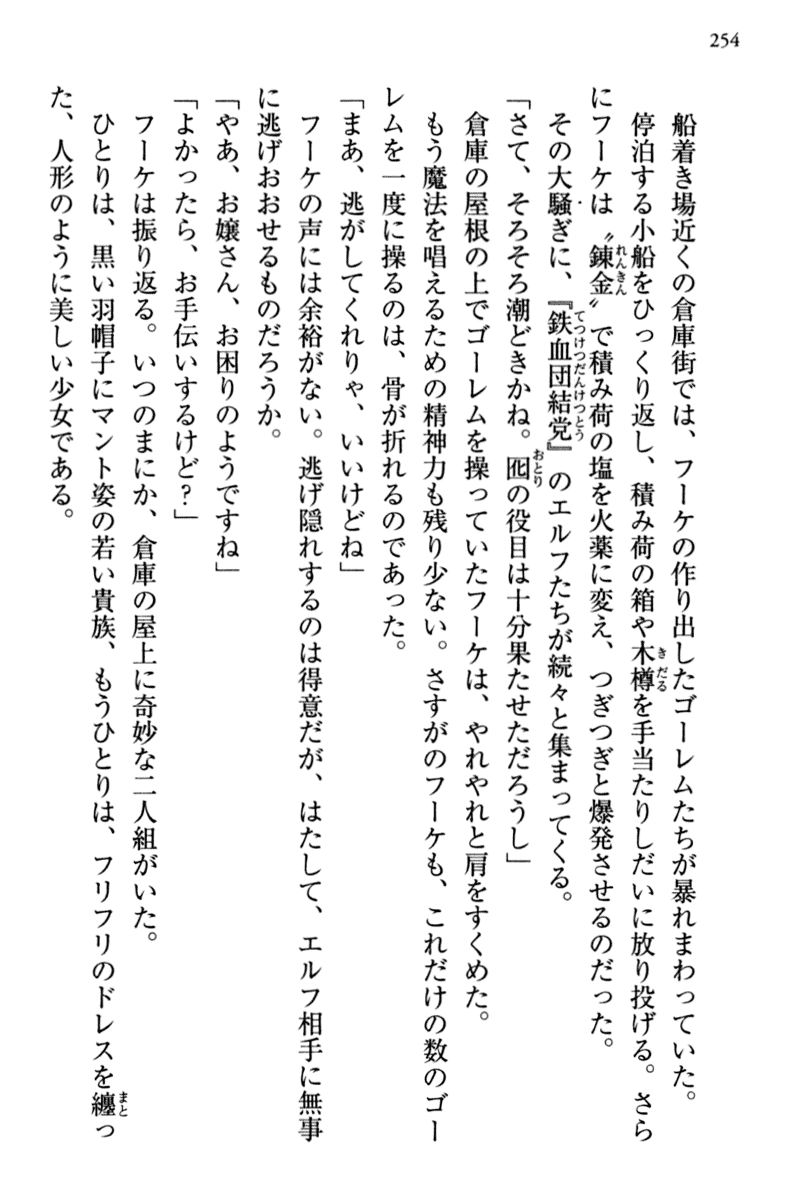 254
船着き場近くの倉庫街では、フーケの作り出したゴーレムたちが暴れまわっていた。
停泊する小船をひっくり返し、積み荷の箱や木樽を手当たりしだいに放り投げる。さら
にフーケは〝錬金〟で積み荷の塩を火薬に変え、つぎつぎと爆発させるのだった。
その大騒ぎに、『鉄血団結党』のエルフたちが続々と集まってくる。
「さて、そろそろ潮どきかね。囮の役目は十分果たせただろうし」
倉庫の屋根の上でゴーレムを操っていたフーケは、やれやれと肩をすくめた。
もう魔法を唱えるための精神力も残り少ない。さすがのフーケも、これだけの数のゴー
レムを一度に操るのは、骨が折れるのであった。
「まあ、逃がしてくれりゃ、いいけどね」
フーケの声には余裕がない。逃げ隠れするのは得意だが、はたして、エルフ相手に無事
に逃げおおせるものだろうか。
「やあ、お嬢さん、お困りのようですね」
「よかったら、お手伝いするけど？」
フーケは振り返る。いつのまにか、倉庫の屋上に奇妙な二人組がいた。
ひとりは、黒い羽帽子にマント姿の若い貴族、もうひとりは、フリフリのドレスを纏っ
た、人形のように美しい少女である。